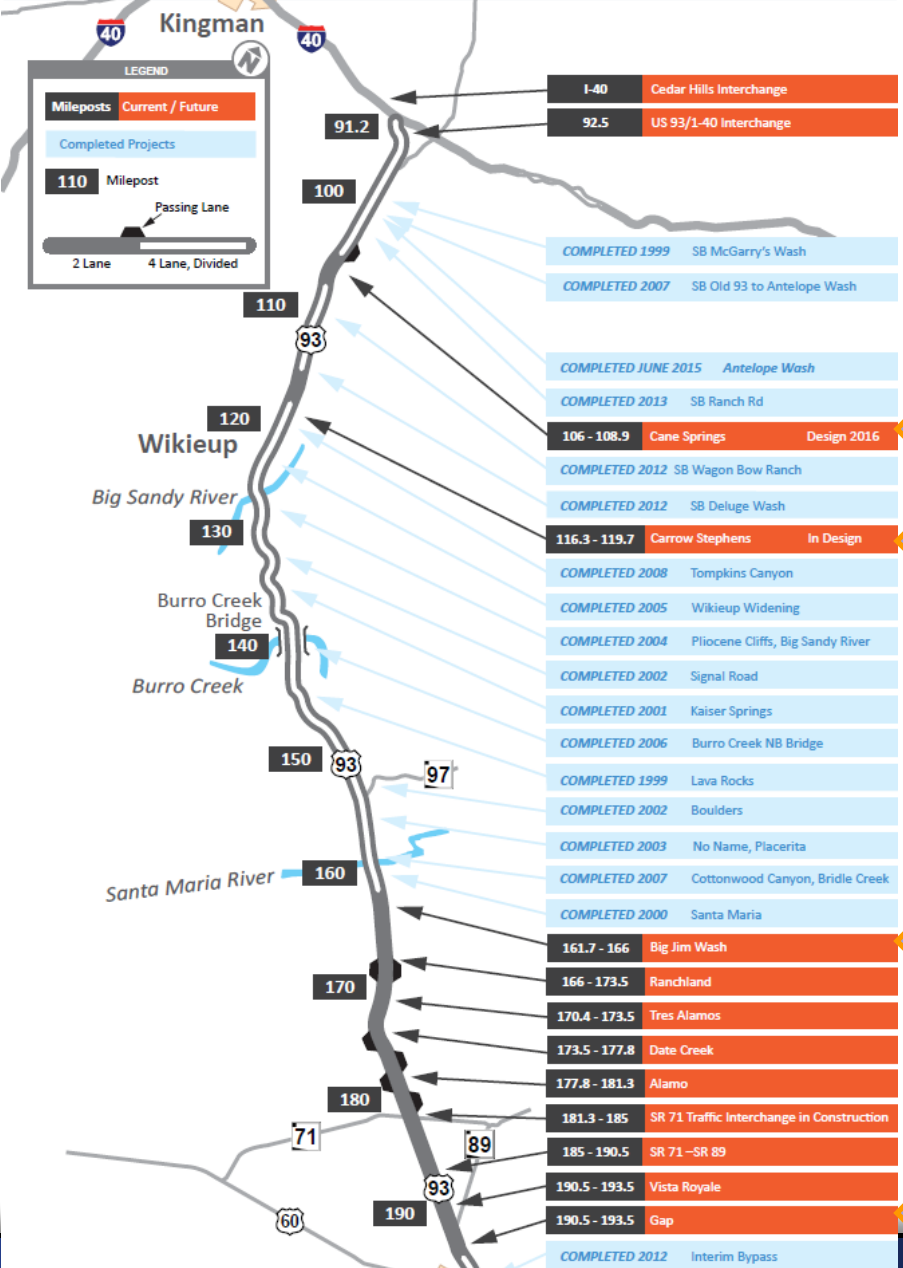 40
Kingman
40
N
LEGEND
Mileposts Current / Future
Completed Projects
110 Milepost
Passing Lane
2 Lane 4 Lane, Divided
91.2
100
110
93
120
Wikieup
Big Sandy River
130
Burro Creek
Bridge
140
Burro Creek
150
93
97
Santa Maria River
160
170
180
71
89
93
190
60
I-40 Cedar Hills Interchange
92.5 US 93/1-40 Interchange
COMPLETED 1999 SB McGarry's Wash
COMPLETED 2007 SB Old 93 to Antelope Wash
COMPLETED JUNE 2015 Antelope Wash
COMPLETED 2013 SB Ranch Rd
106 - 108.9 Cane Springs Design 2016
COMPLETED 2012 SB Wagon Bow Ranch
COMPLETED 2012 SB Deluge Wash
116.3 - 119.7 Carrow Stephens In Design
COMPLETED 2008 Tompkins Canyon
COMPLETED 2005 Wikieup Widening
COMPLETED 2004 Pliocene Cliffs, Big Sandy River
COMPLETED 2002 Signal Road
COMPLETED 2001 Kaiser Springs
COMPLETED 2006 Burro Creek NB Bridge
COMPLETED 1999 Lava Rocks
COMPLETED 2002 Boulders
COMPLETED 2003 No Name, Placerita
COMPLETED 2007 Cottonwood Canyon, Bridle Creek
COMPLETED 2000 Santa Maria
161.7 - 166 Big Jim Wash
166 - 173.5 Ranchland
170.4 - 173.5 Tres Alamos
173.5 - 177.8 Date Creek
177.8 - 181.3 Alamo
181.3 - 185 SR 71 Traffic Interchange in Construction
185 - 190.5 SR 71 –SR 89
190.5 - 193.5 Vista Royale
190.5 - 193.5 Gap
COMPLETED 2012 Interim Bypass